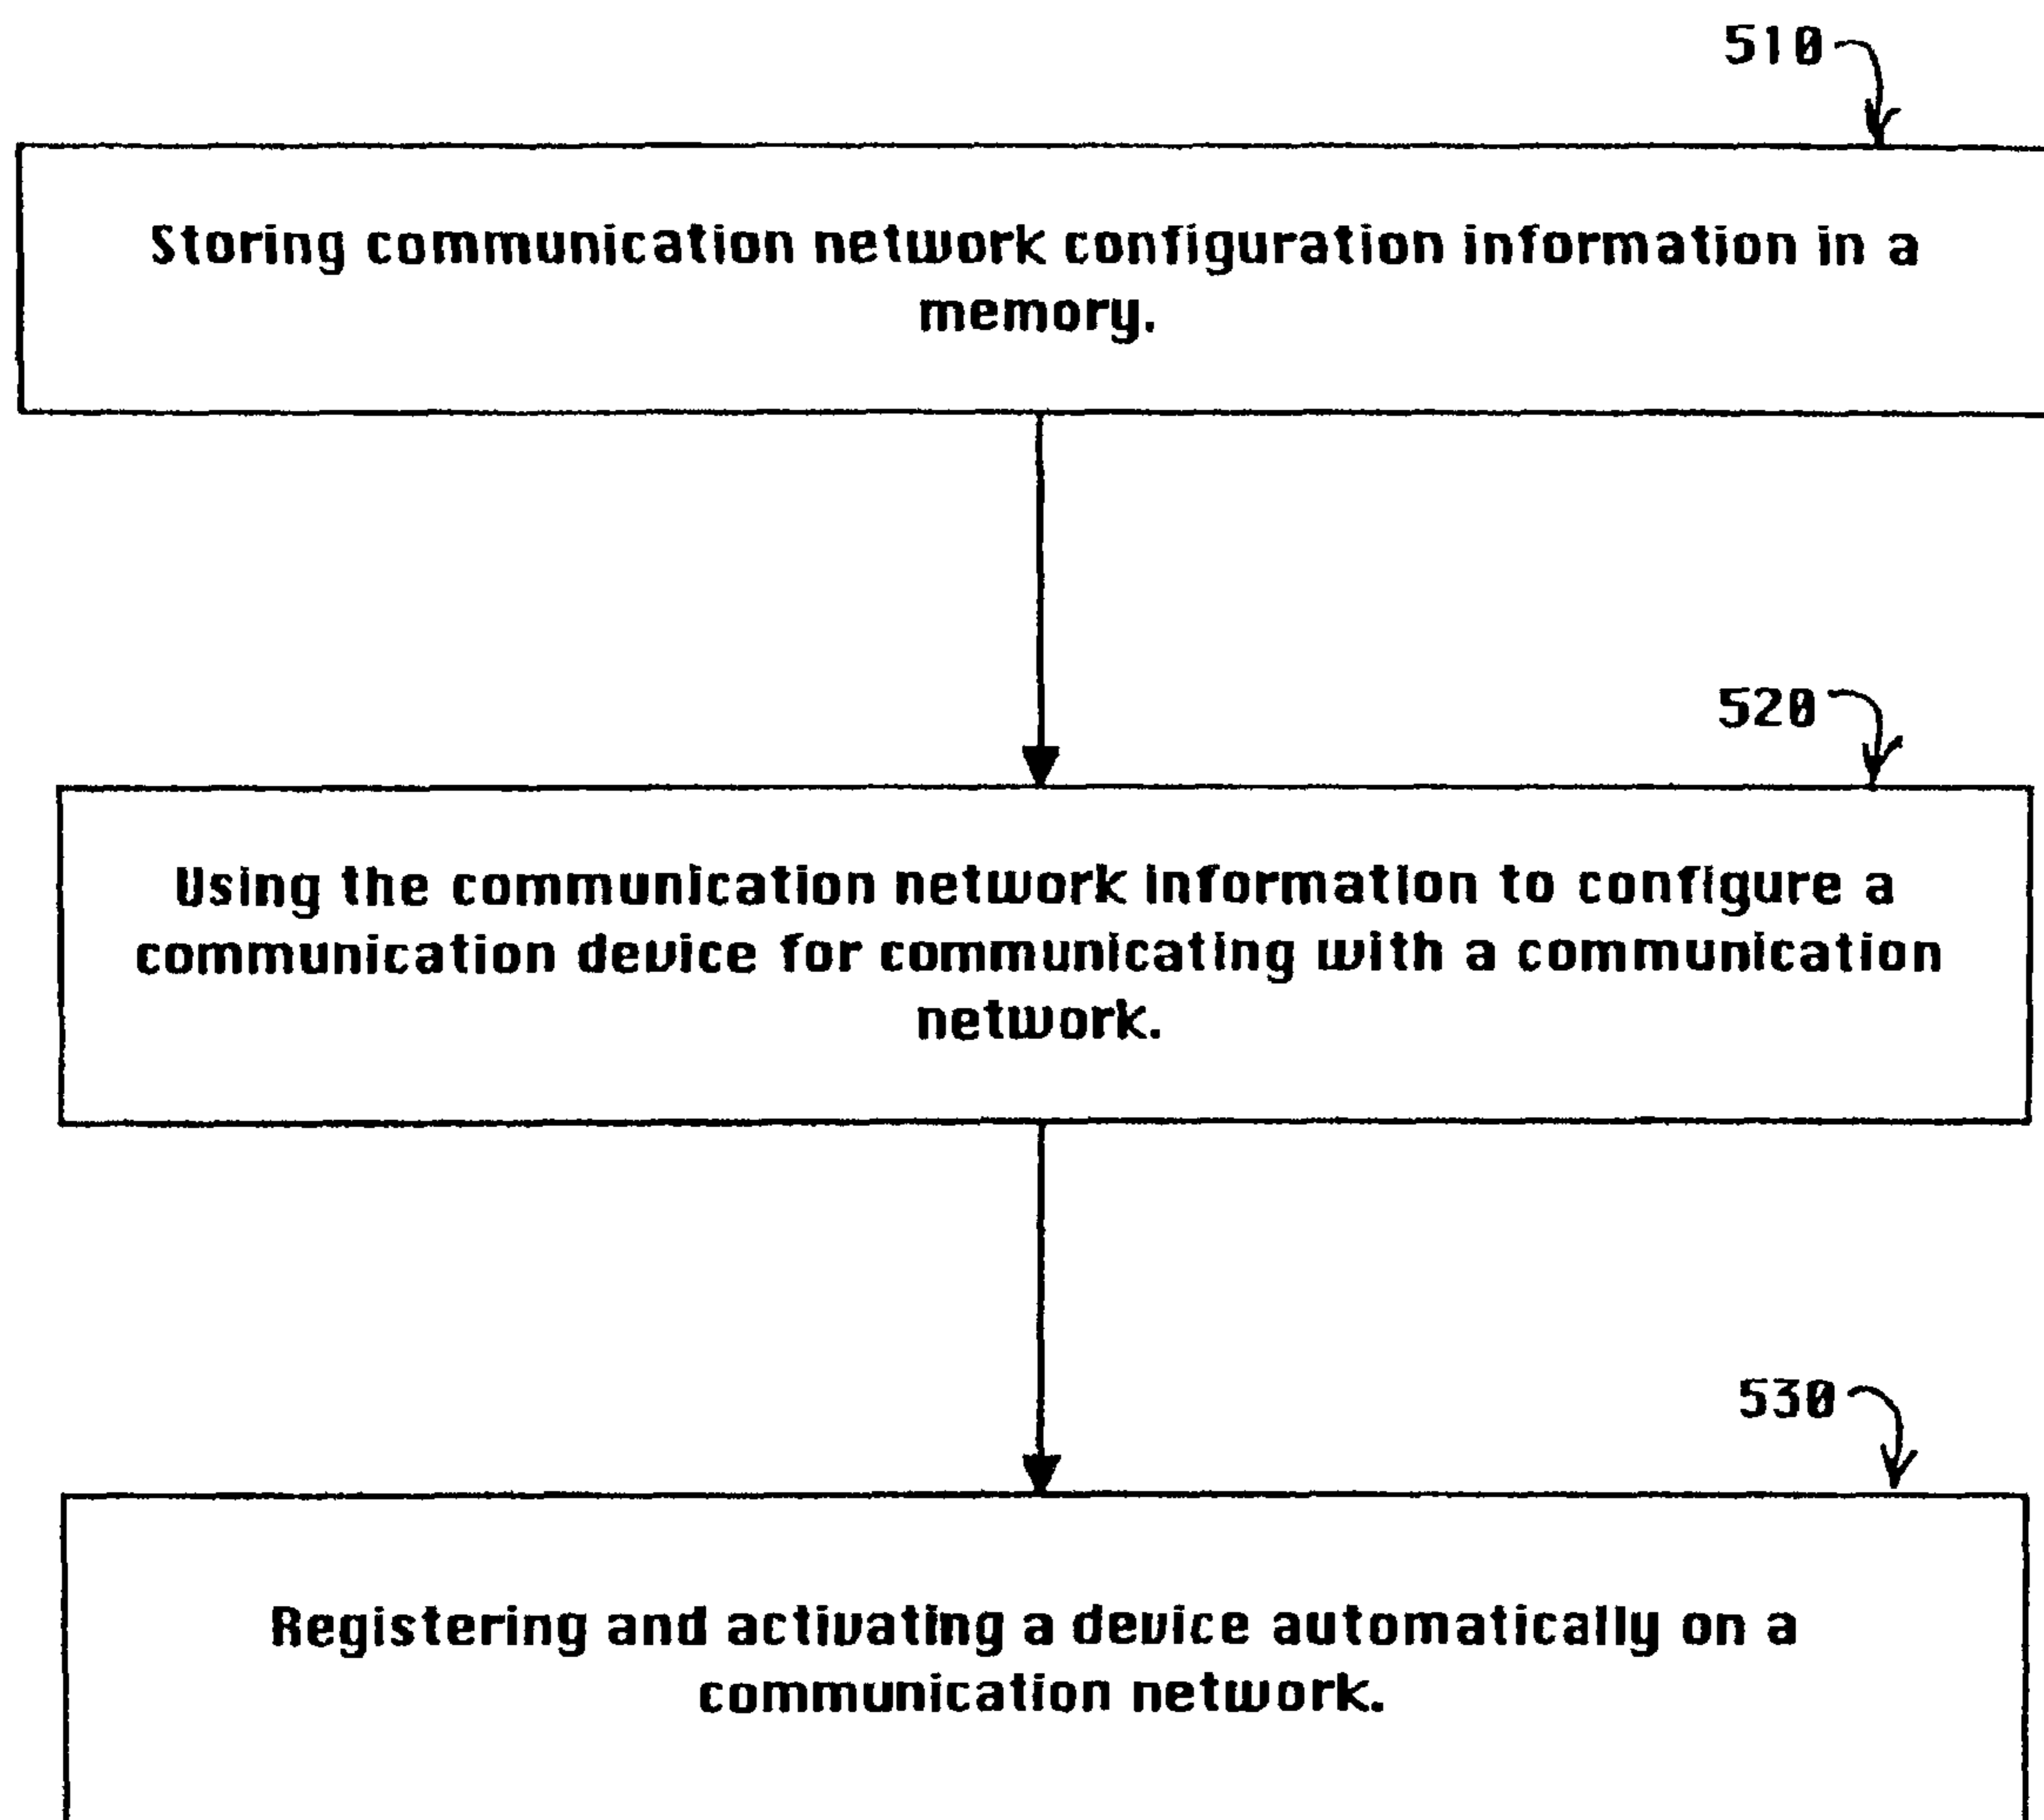 510
Storing communication network configuration information in a
memory.
520
Using the communication network information to configure a
communication device for communicating with a communication
network.
530
Registering and activating a device automatically on a
communication network.